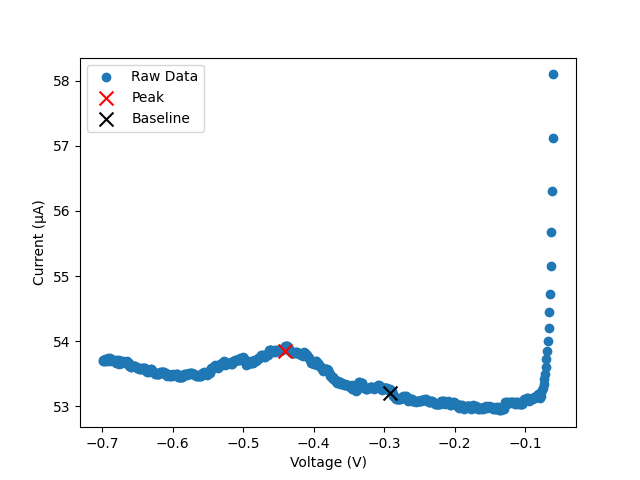 Raw Data
Peak
Baseline
58
57
56
55
54
53
Current (µA)
−0.7
−0.6
−0.5
−0.4
−0.3
−0.2
−0.1
Voltage (V)